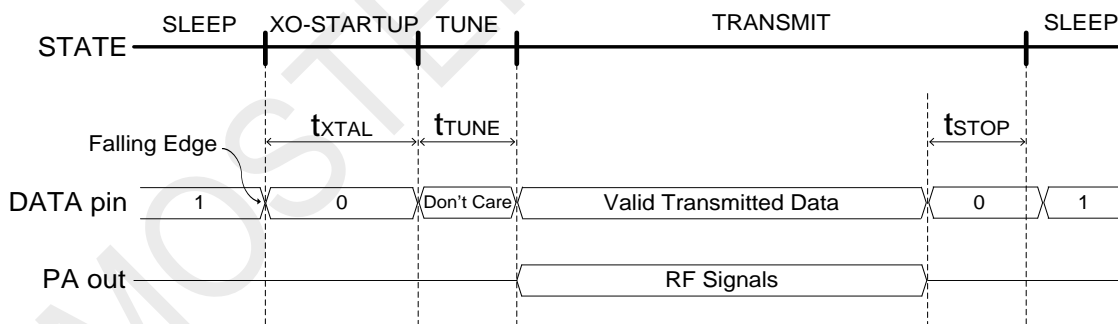 SLEEP XO-STARTUP TUNE TRANSMIT SLEEP
STATE
tXTAL tTUNE tSTOP
Falling Edge
DATA pin 1 0 Don't Care Valid Transmitted Data 0 1
PA out RF Signals